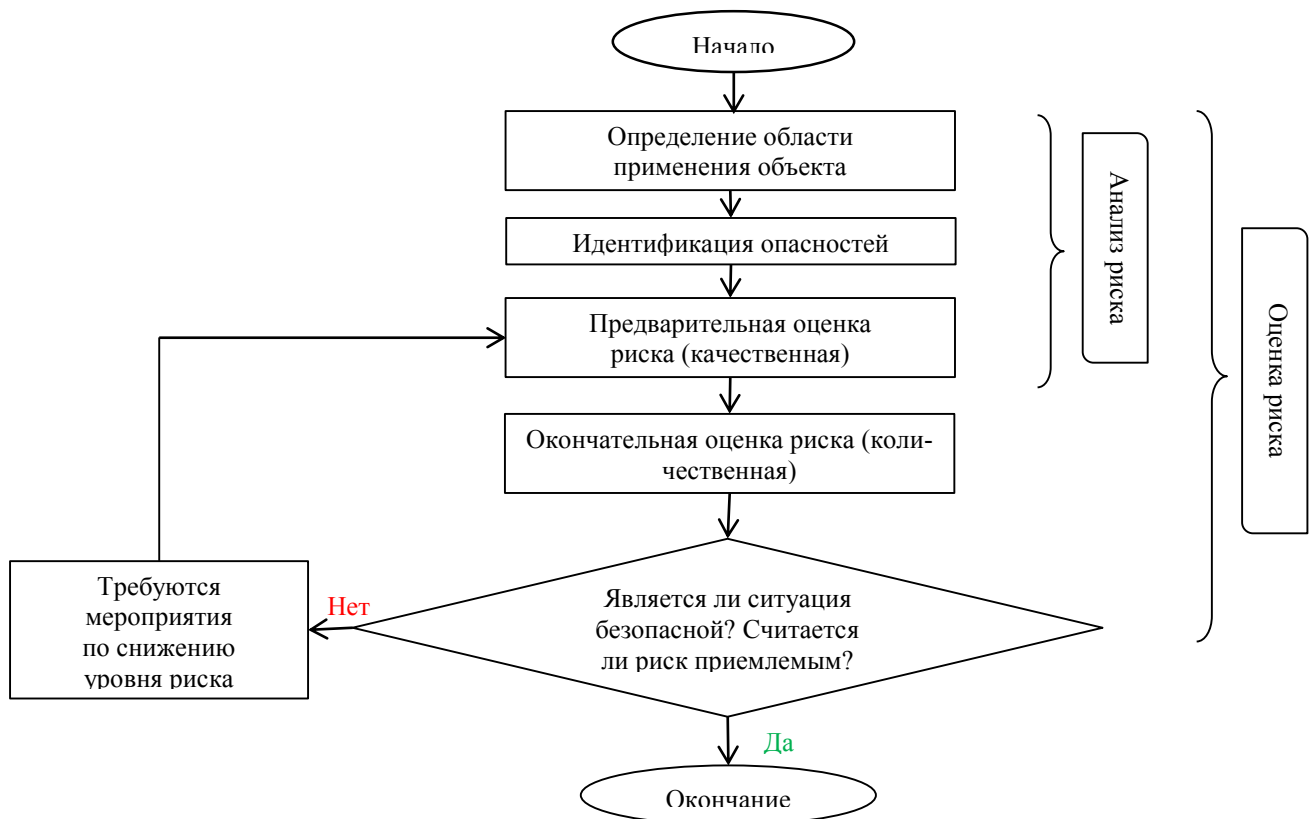 Начало
Определение области
применения объекта
Идентификация опасностей
Предварительная оценка
риска (качественная)
Окончательная оценка риска (коли-
чественная)
Анализ риска
Оценка риска
Требуются
мероприятия
по снижению
уровня риска
Нет
Является ли ситуация
безопасной? Считается
ли риск приемлемым?
Да
Окончание